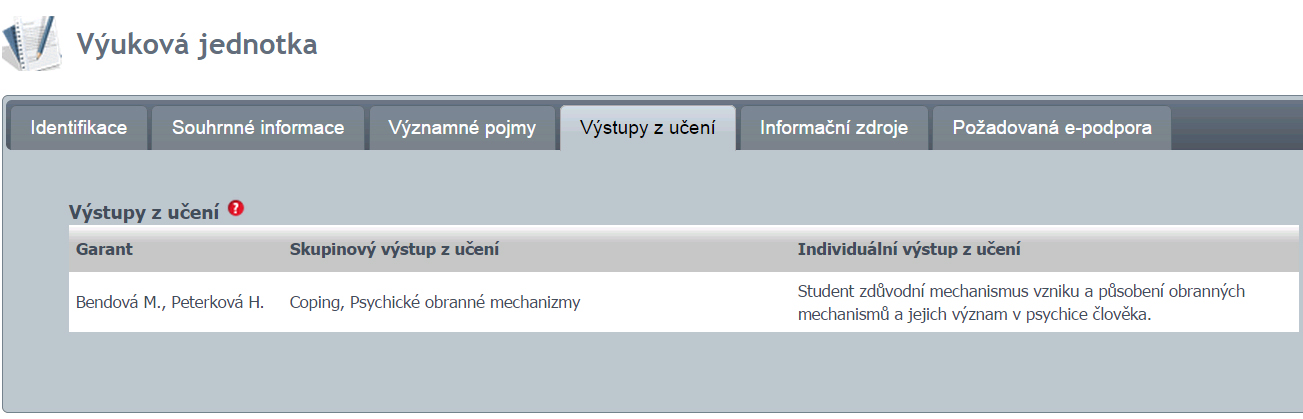 Výuková jednotka
Identifikace Souhrnné informace Významné pojmy Výstupy z učení Informační zdroje Požadovaná e-podpora
Výstupy z učení ?
Garant Skupinový výstup z učení Individuální výstup z učení
Bendová M., Peterková H. Coping, Psychické obranné mechanizmy Student zdůvodní mechanismus vzniku a působení obranných
mechanismů a jejich význam v psychice člověka.